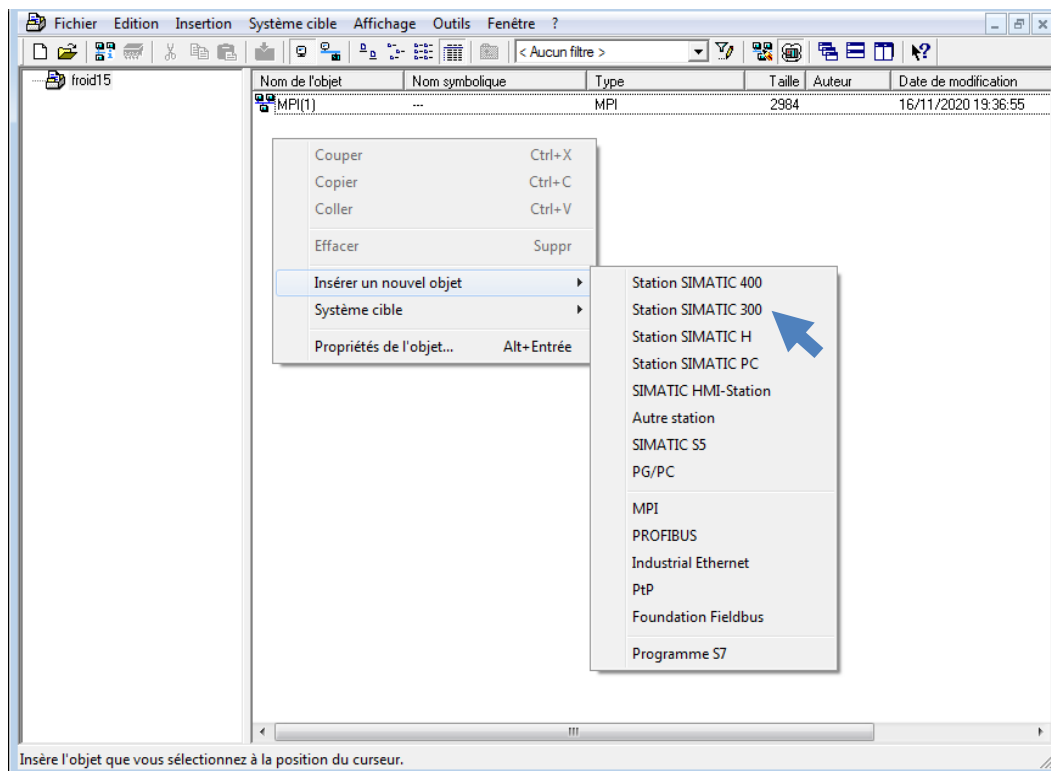 Fichier Edition Insertion Système cible Affichage Outils Fenêtre ?
< Aucun filtre >
froid15
Nom de l'objet Nom symbolique Type Taille Auteur Date de modification
MPI(1) --- MPI 2984 16/11/2020 19:36:55
Couper Ctrl+X
Copier Ctrl+C
Coller Ctrl+V
Effacer Suppr
Insérer un nouvel objet
Système cible
Propriétés de l'objet... Alt+Entrée
Station SIMATIC 400
Station SIMATIC 300
Station SIMATIC H
Station SIMATIC PC
SIMATIC HMI-Station
Autre station
SIMATIC S5
PG/PC
MPI
PROFIBUS
Industrial Ethernet
PtP
Foundation Fieldbus
Programme S7
Insère l'objet que vous sélectionnez à la position du curseur.